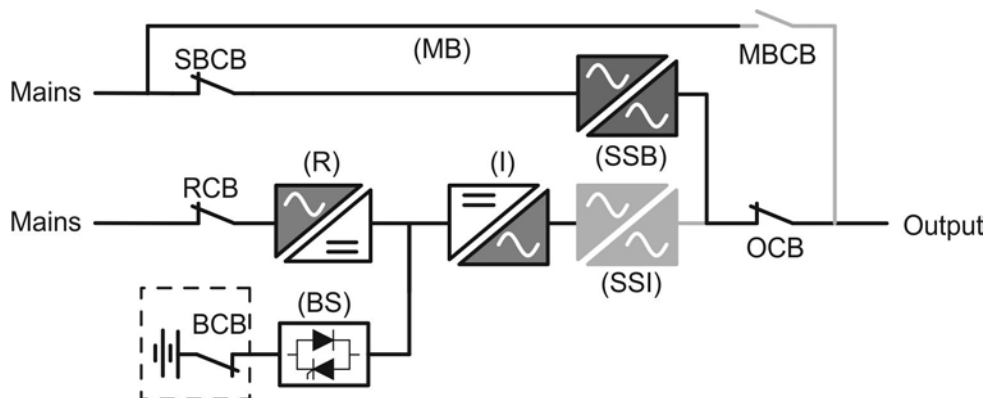 (MB)
MBCB
SBCB
Mains
(SSB)
(R)
(I)
RCB
Mains
Output
OCB
(SSI)
(BS)
BCB